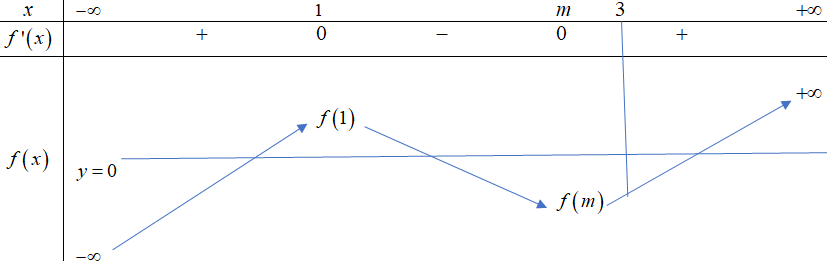 x −∞ 1 m 3 +∞
f'(x) + 0 − 0 +
+∞
f(1)
f(x) y = 0
f(m)
−∞